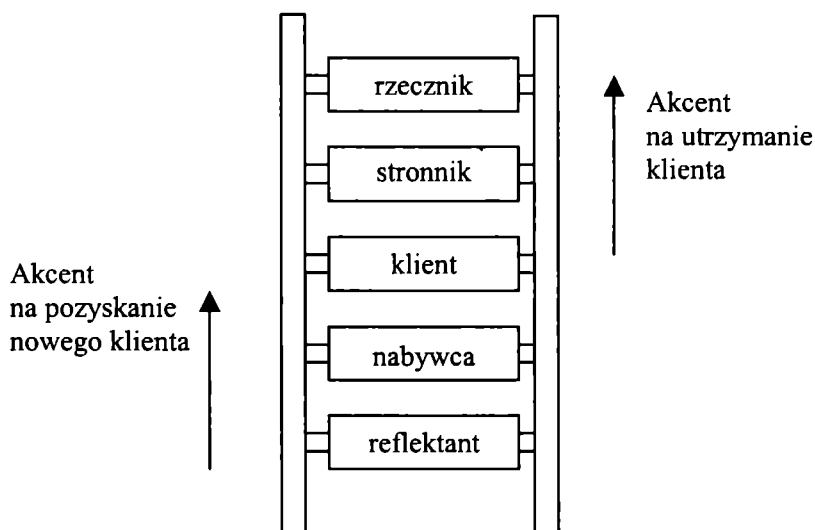 rzecznik
stronnik
klient
nabywca
reflektant
Akcent
na utrzymanie
klienta
Akcent
na pozyskanie
nowego klienta